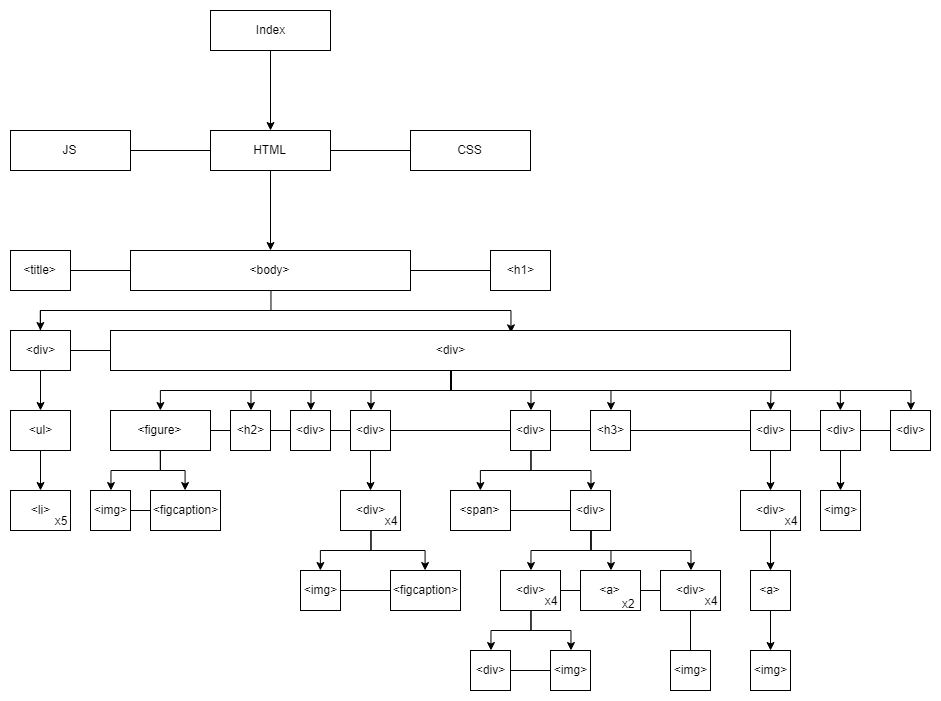 Index
JS
HTML
CSS
<title>
<body>
<h1>
<div>
<div>
<ul>
<figure>
<h2>
<div>
<div>
<div>
<h3>
<div>
<div>
<div>
<li>
x5
<img>
<figcaption>
<div>
x4
<span>
<div>
<div>
x4
<img>
<img>
<figcaption>
<div>
x4
<a>
x2
<div>
x4
<a>
<div>
<img>
<img>
<img>